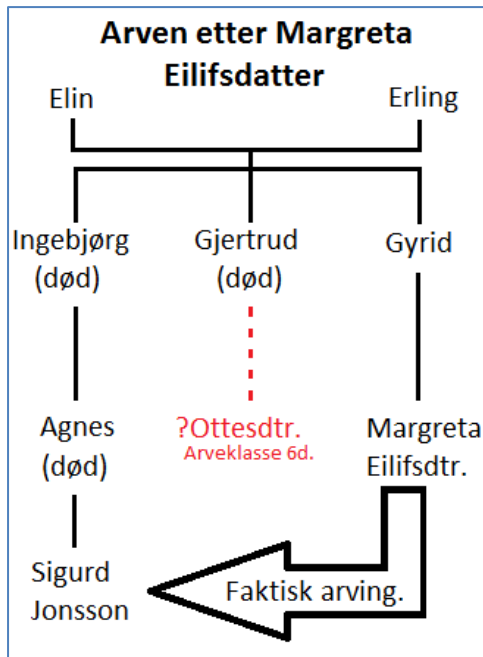 Arven etter Margreta
Eilifsdatter
Elin
Erling
Ingebjørg
(død)
Gjertrud
(død)
Gyrid
Agnes
(død)
?Ottesdtr.
Arveklasse 6d.
Margreta
Eilifsdtr.
Sigurd
Jonsson
Faktisk arving.